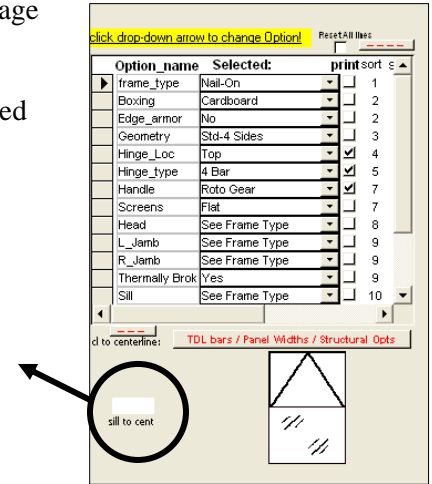 age
ed
click drop-down arrow to change Option! ResetAll lines
Option_name Selected: print sort s
frame_type Nail-On 1
Boxing Cardboard 2
Edge_armor No 2
Geometry Std-4 Sides 3
Hinge_Loc Top 4
Hinge_type 4 Bar 5
Handle Roto Gear 7
Screens Flat 7
Head See Frame Type 8
L_Jamb See Frame Type 9
R_Jamb See Frame Type 9
Thermally Brok Yes 9
Sill See Frame Type 10
cl to centerline: TDL bars / Panel Widths / Structural Opts
sill to cent